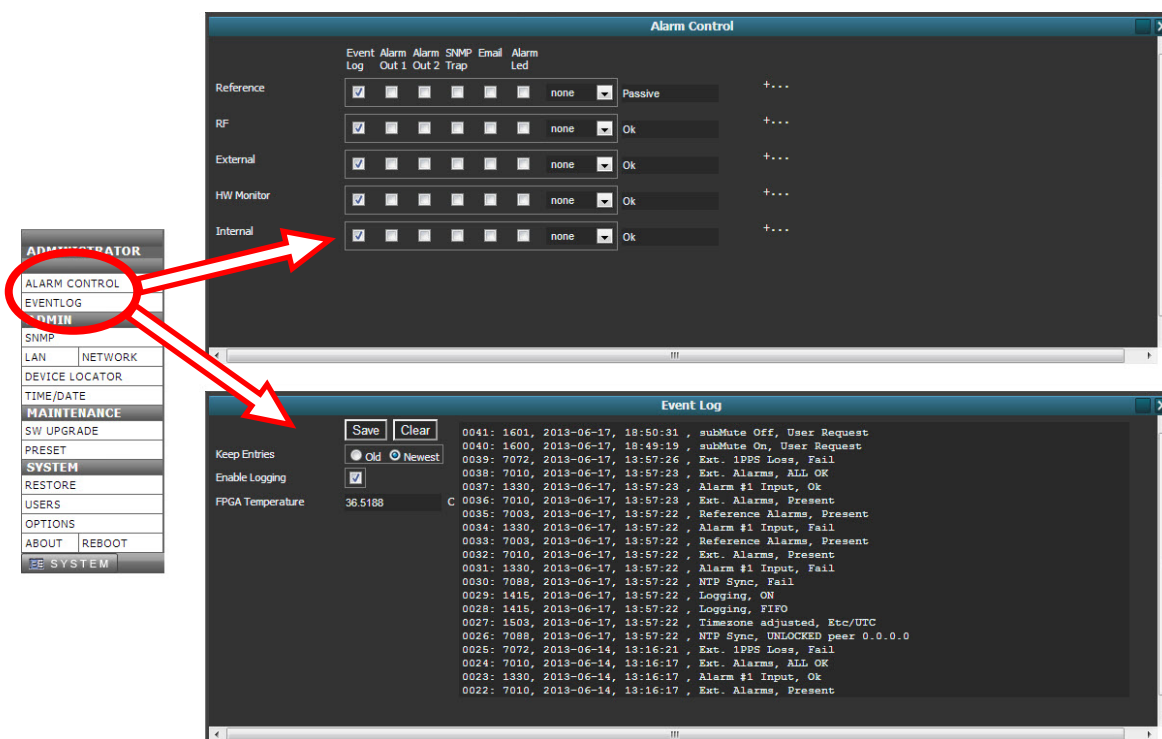 Alarm Control
Event Alarm Alarm SNMP Email Alarm
Log Out 1 Out 2 Trap Led
Reference none Passive +...
RF none Ok +...
External none Ok +...
HW Monitor none Ok +...
Internal none Ok +...
ADMINISTRATOR
ALARM CONTROL
EVENTLOG
ADMIN
SNMP
LAN NETWORK
DEVICE LOCATOR
TIME/DATE
MAINTENANCE
SW UPGRADE
PRESET
SYSTEM
RESTORE
USERS
OPTIONS
ABOUT REBOOT
SYSTEM
Event Log
Save Clear
Keep Entries Old Newest
Enable Logging
FPGA Temperature 36.5188 C
0041: 1601, 2013-06-17, 18:50:31 , subMute Off, User Request
0040: 1600, 2013-06-17, 18:49:19 , subMute On, User Request
0039: 7072, 2013-06-17, 13:57:26 , Ext. 1PPS Loss, Fail
0038: 7010, 2013-06-17, 13:57:23 , Ext. Alarms, ALL OK
0037: 1330, 2013-06-17, 13:57:23 , Alarm #1 Input, Ok
0036: 7010, 2013-06-17, 13:57:23 , Ext. Alarms, Present
0035: 7003, 2013-06-17, 13:57:22 , Reference Alarms, Present
0034: 1330, 2013-06-17, 13:57:22 , Alarm #1 Input, Fail
0033: 7003, 2013-06-17, 13:57:22 , Reference Alarms, Present
0032: 7010, 2013-06-17, 13:57:22 , Ext. Alarms, Present
0031: 1330, 2013-06-17, 13:57:22 , Alarm #1 Input, Fail
0030: 7088, 2013-06-17, 13:57:22 , NTP Sync, Fail
0029: 1415, 2013-06-17, 13:57:22 , Logging, ON
0028: 1415, 2013-06-17, 13:57:22 , Logging, FIFO
0027: 1503, 2013-06-17, 13:57:22 , Timezone adjusted, Etc/UTC
0026: 7088, 2013-06-17, 13:57:22 , NTP Sync, UNLOCKED peer 0.0.0.0
0025: 7072, 2013-06-14, 13:16:21 , Ext. 1PPS Loss, Fail
0024: 7010, 2013-06-14, 13:16:17 , Ext. Alarms, ALL OK
0023: 1330, 2013-06-14, 13:16:17 , Alarm #1 Input, Ok
0022: 7010, 2013-06-14, 13:16:17 , Ext. Alarms, Present